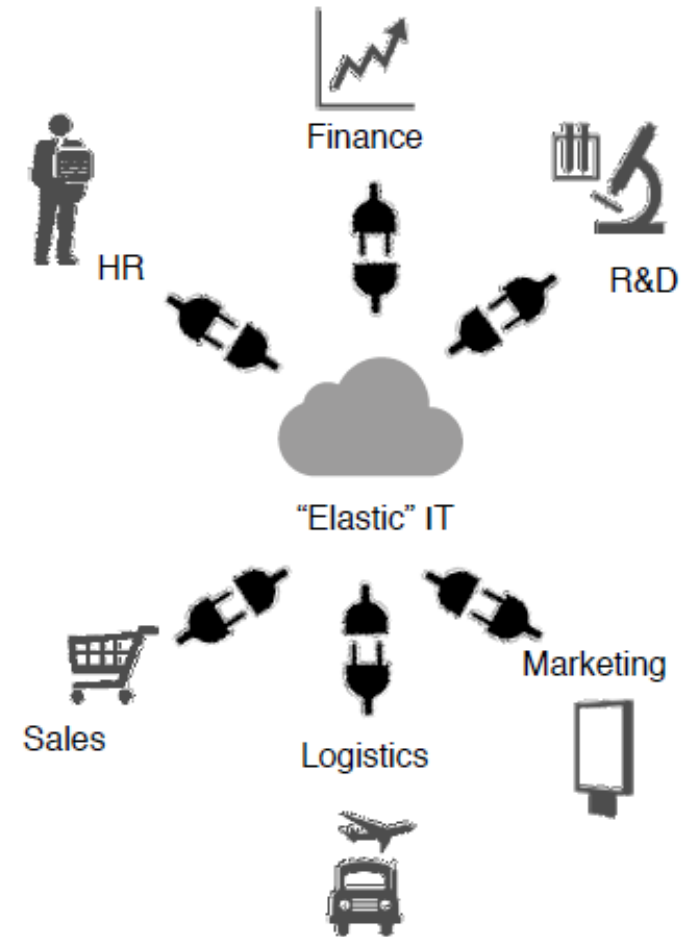 Finance
HR
R&D
“Elastic” IT
Marketing
Sales
Logistics